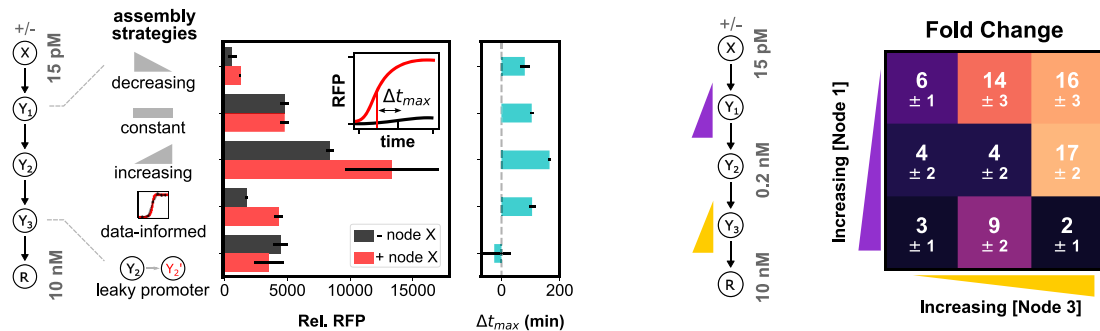 +/-
X
15 pM
Y1
Y2
Y3
R
10 nM
assembly
strategies
decreasing
constant
increasing
data-informed
Y2 Y2'
leaky promoter
RFP
Δtmax
time
- node X
+ node X
0 5000 10000 15000
Rel. RFP
0 200
Δtmax (min)
+/-
X
15 pM
Y1
Y2
0.2 nM
Y3
R
10 nM
Fold Change
Increasing [Node 1]
6 14 16
± 1 ± 3 ± 3
4 4 17
± 2 ± 2 ± 2
3 9 2
± 1 ± 2 ± 1
Increasing [Node 3]